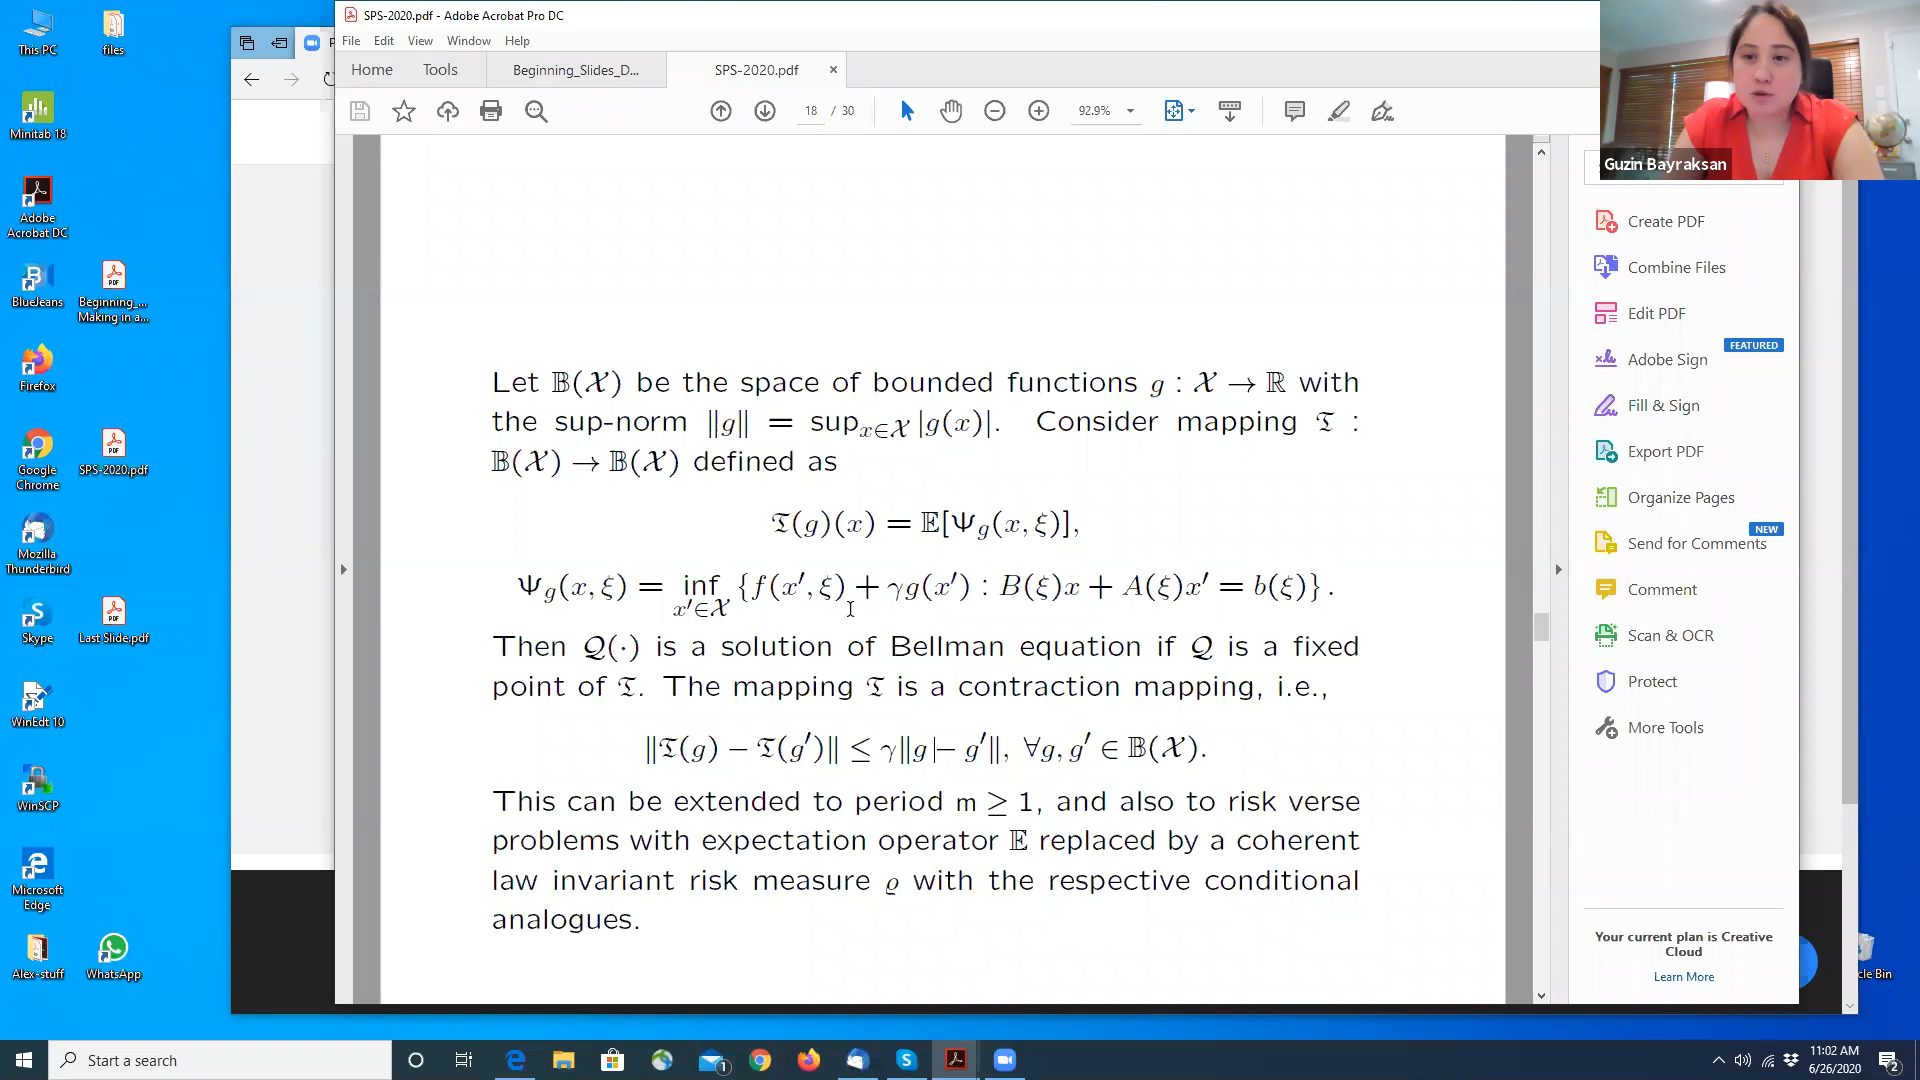 SPS-2020.pdf - Adobe Acrobat Pro DC
File Edit View Window Help
Home Tools Beginning_Slides_D... SPS-2020.pdf ×
18 / 30 92.9%
Guzin Bayraksan
This PC
files
Minitab 18
Adobe
Acrobat DC
BlueJeans
Beginning_...
Making in a...
Firefox
Google
Chrome
SPS-2020.pdf
Mozilla
Thunderbird
Skype
Last Slide.pdf
WinEdt 10
WinSCP
Microsoft
Edge
Alex-stuff
WhatsApp
Let 𝔹(𝒳) be the space of bounded functions g : 𝒳 → ℝ with
the sup-norm ‖g‖ = sup_{x∈𝒳} |g(x)|. Consider mapping 𝔗 :
𝔹(𝒳) → 𝔹(𝒳) defined as
𝔗(g)(x) = 𝔼[Ψ_g(x, ξ)],
Ψ_g(x, ξ) = inf_{x′∈𝒳} {f(x′, ξ) + γg(x′) : B(ξ)x + A(ξ)x′ = b(ξ)} .
Then 𝒬(·) is a solution of Bellman equation if 𝒬 is a fixed
point of 𝔗. The mapping 𝔗 is a contraction mapping, i.e.,
‖𝔗(g) − 𝔗(g′)‖ ≤ γ‖g − g′‖, ∀g, g′ ∈ 𝔹(𝒳).
This can be extended to period m ≥ 1, and also to risk verse
problems with expectation operator 𝔼 replaced by a coherent
law invariant risk measure ϱ with the respective conditional
analogues.
Create PDF
Combine Files
Edit PDF
FEATURED
Adobe Sign
Fill & Sign
Export PDF
Organize Pages
NEW
Send for Comments
Comment
Scan & OCR
Protect
More Tools
Your current plan is Creative
Cloud
Learn More
cle Bin
Start a search
1
11:02 AM
6/26/2020
2